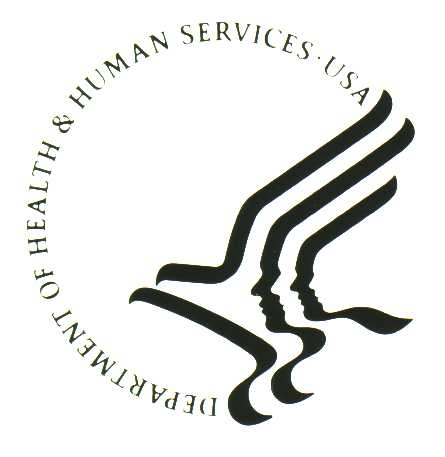 DEPARTMENT OF HEALTH & HUMAN SERVICES · USA